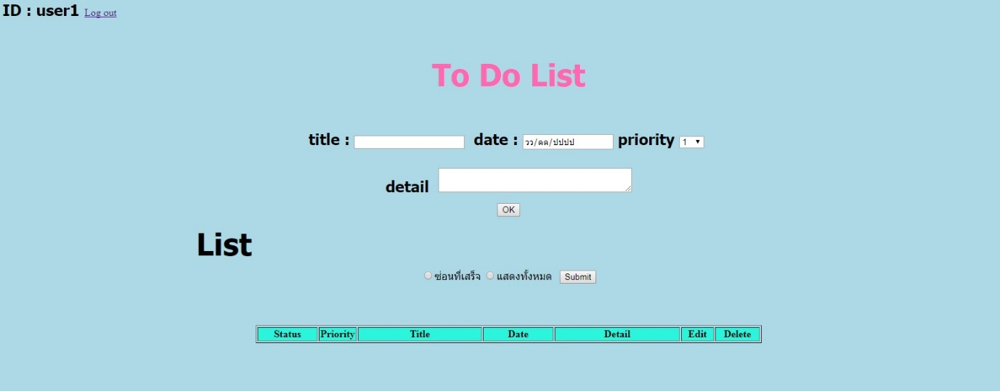 ID : user1 Log out
To Do List
title : date : วว/ดด/ปปปป priority 1
detail
OK
List
ซ่อนที่เสร็จ แสดงทั้งหมด Submit
Status Priority Title Date Detail Edit Delete